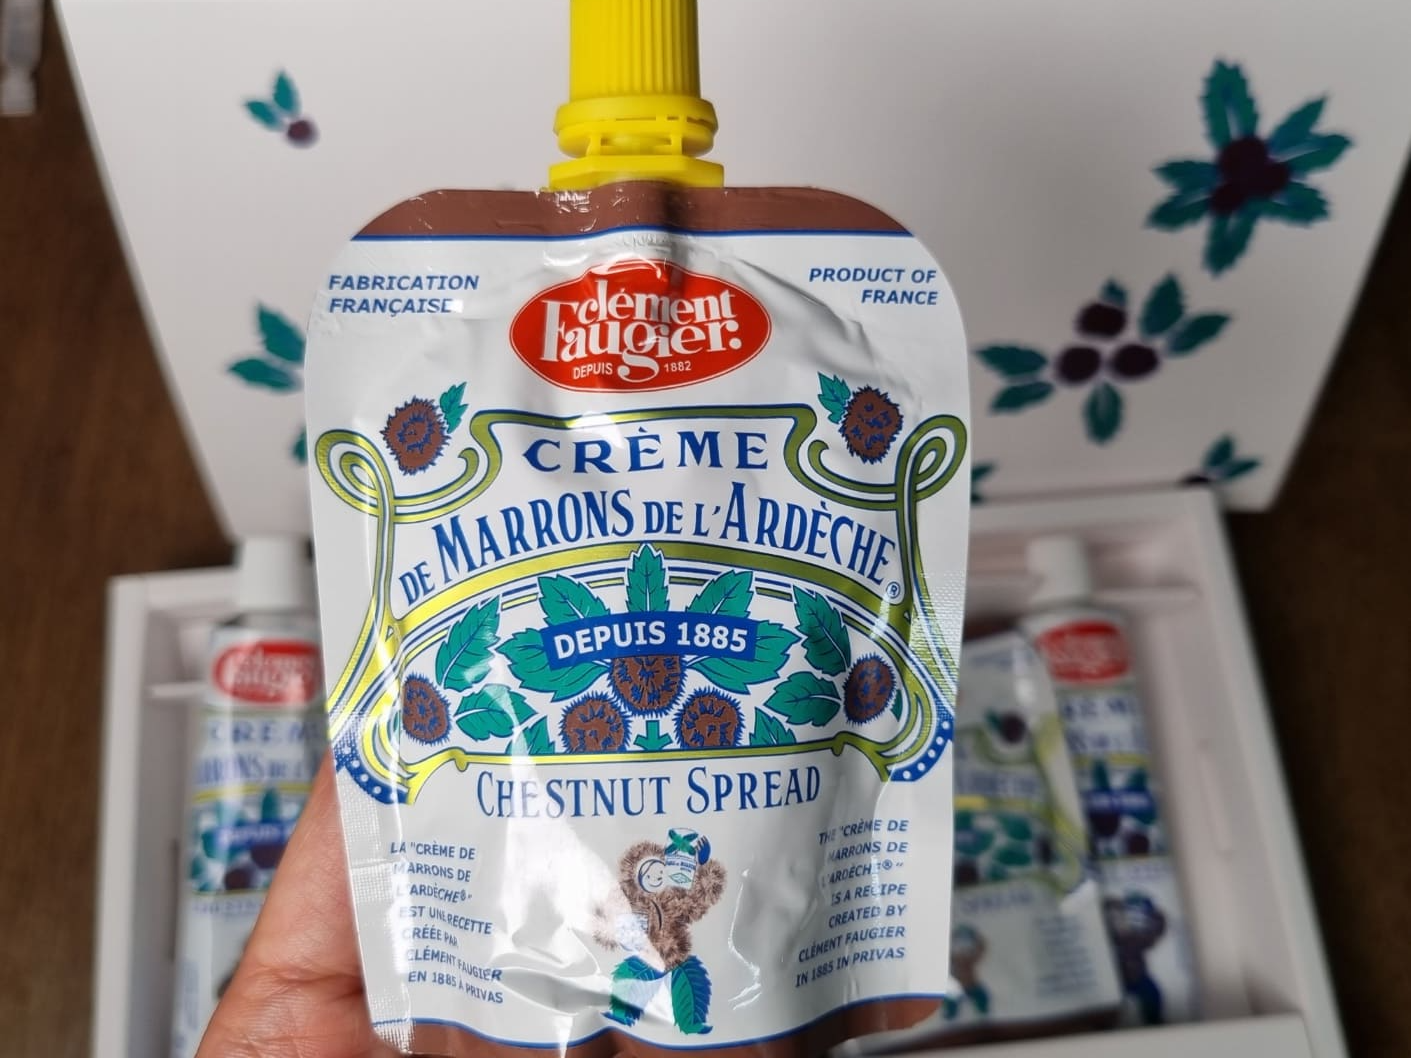 FABRICATION
FRANÇAISE
PRODUCT OF
FRANCE
clément
Faugier.
DEPUIS 1882
CRÈME
DE MARRONS DE L'ARDÈCHE®
DEPUIS 1885
CHESTNUT SPREAD
LA "CRÈME DE
MARRONS DE
L'ARDÈCHE®"
EST UNE RECETTE
CRÉÉE PAR
CLÉMENT FAUGIER
EN 1885 À PRIVAS
THE "CRÈME DE
MARRONS DE
L'ARDÈCHE®"
IS A RECIPE
CREATED BY
CLÉMENT FAUGIER
IN 1885 IN PRIVAS